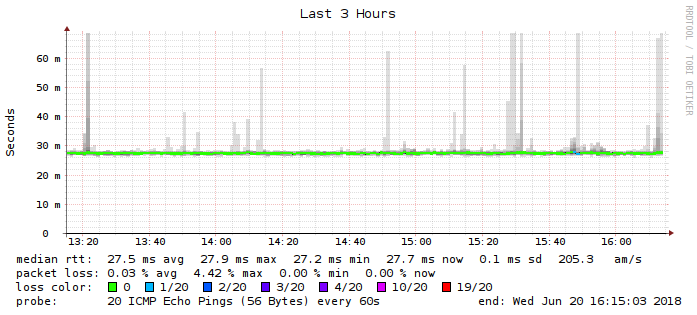 Last 3 Hours
RRDTOOL / TOBI OETIKER
Seconds
60 m
50 m
40 m
30 m
20 m
10 m
0
13:20 13:40 14:00 14:20 14:40 15:00 15:20 15:40 16:00
median rtt: 27.5 ms avg 27.9 ms max 27.2 ms min 27.7 ms now 0.1 ms sd 205.3 am/s
packet loss: 0.03 % avg 4.42 % max 0.00 % min 0.00 % now
loss color: 0 1/20 2/20 3/20 4/20 10/20 19/20
probe: 20 ICMP Echo Pings (56 Bytes) every 60s end: Wed Jun 20 16:15:03 2018